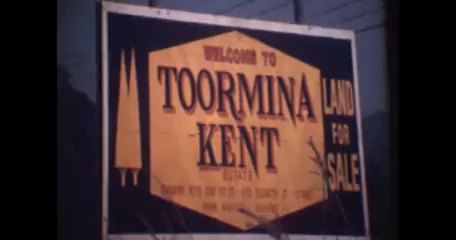 WELCOME TO
TOORMINA
KENT
ESTATE
LAND
FOR
SALE